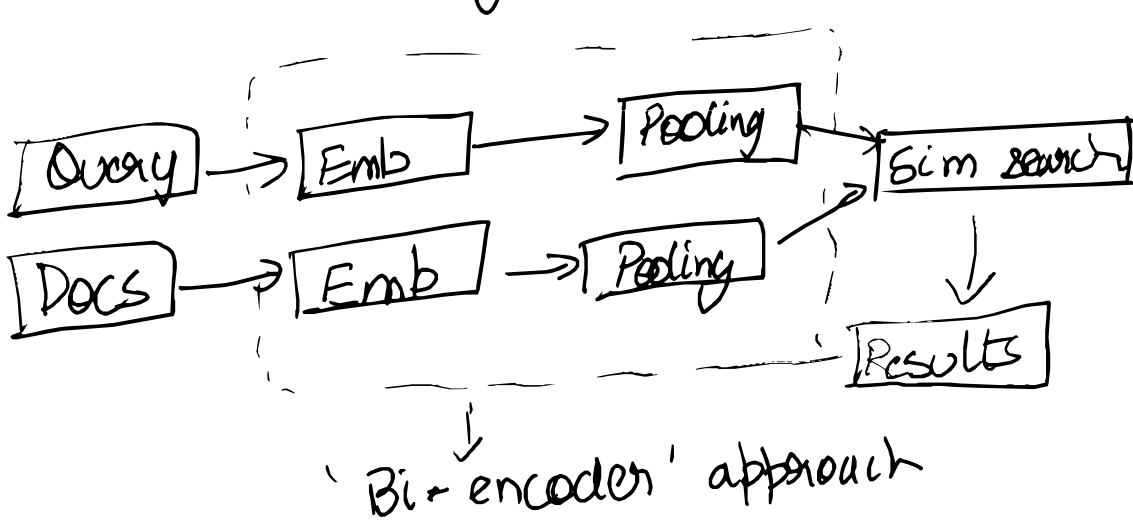 Query
Emb
Pooling
Sim search
Docs
Emb
Pooling
Results
'Bi-encoder' approach